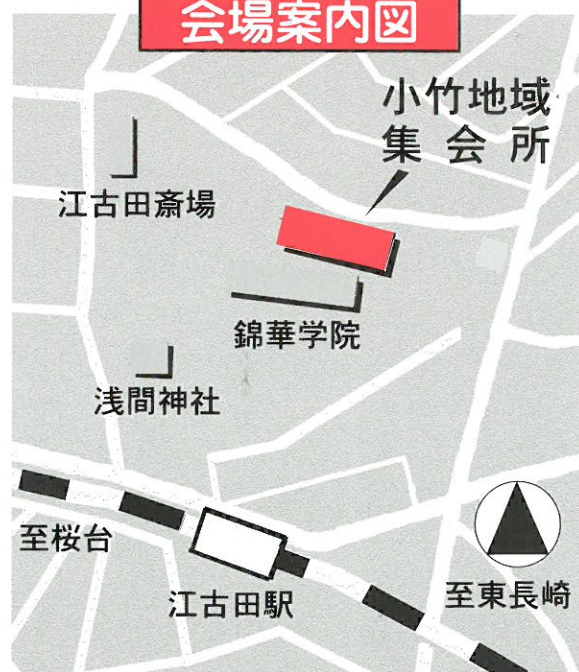 会場案内図
小竹地域
集会所
江古田斎場
錦華学院
浅間神社
至桜台
江古田駅
至東長崎